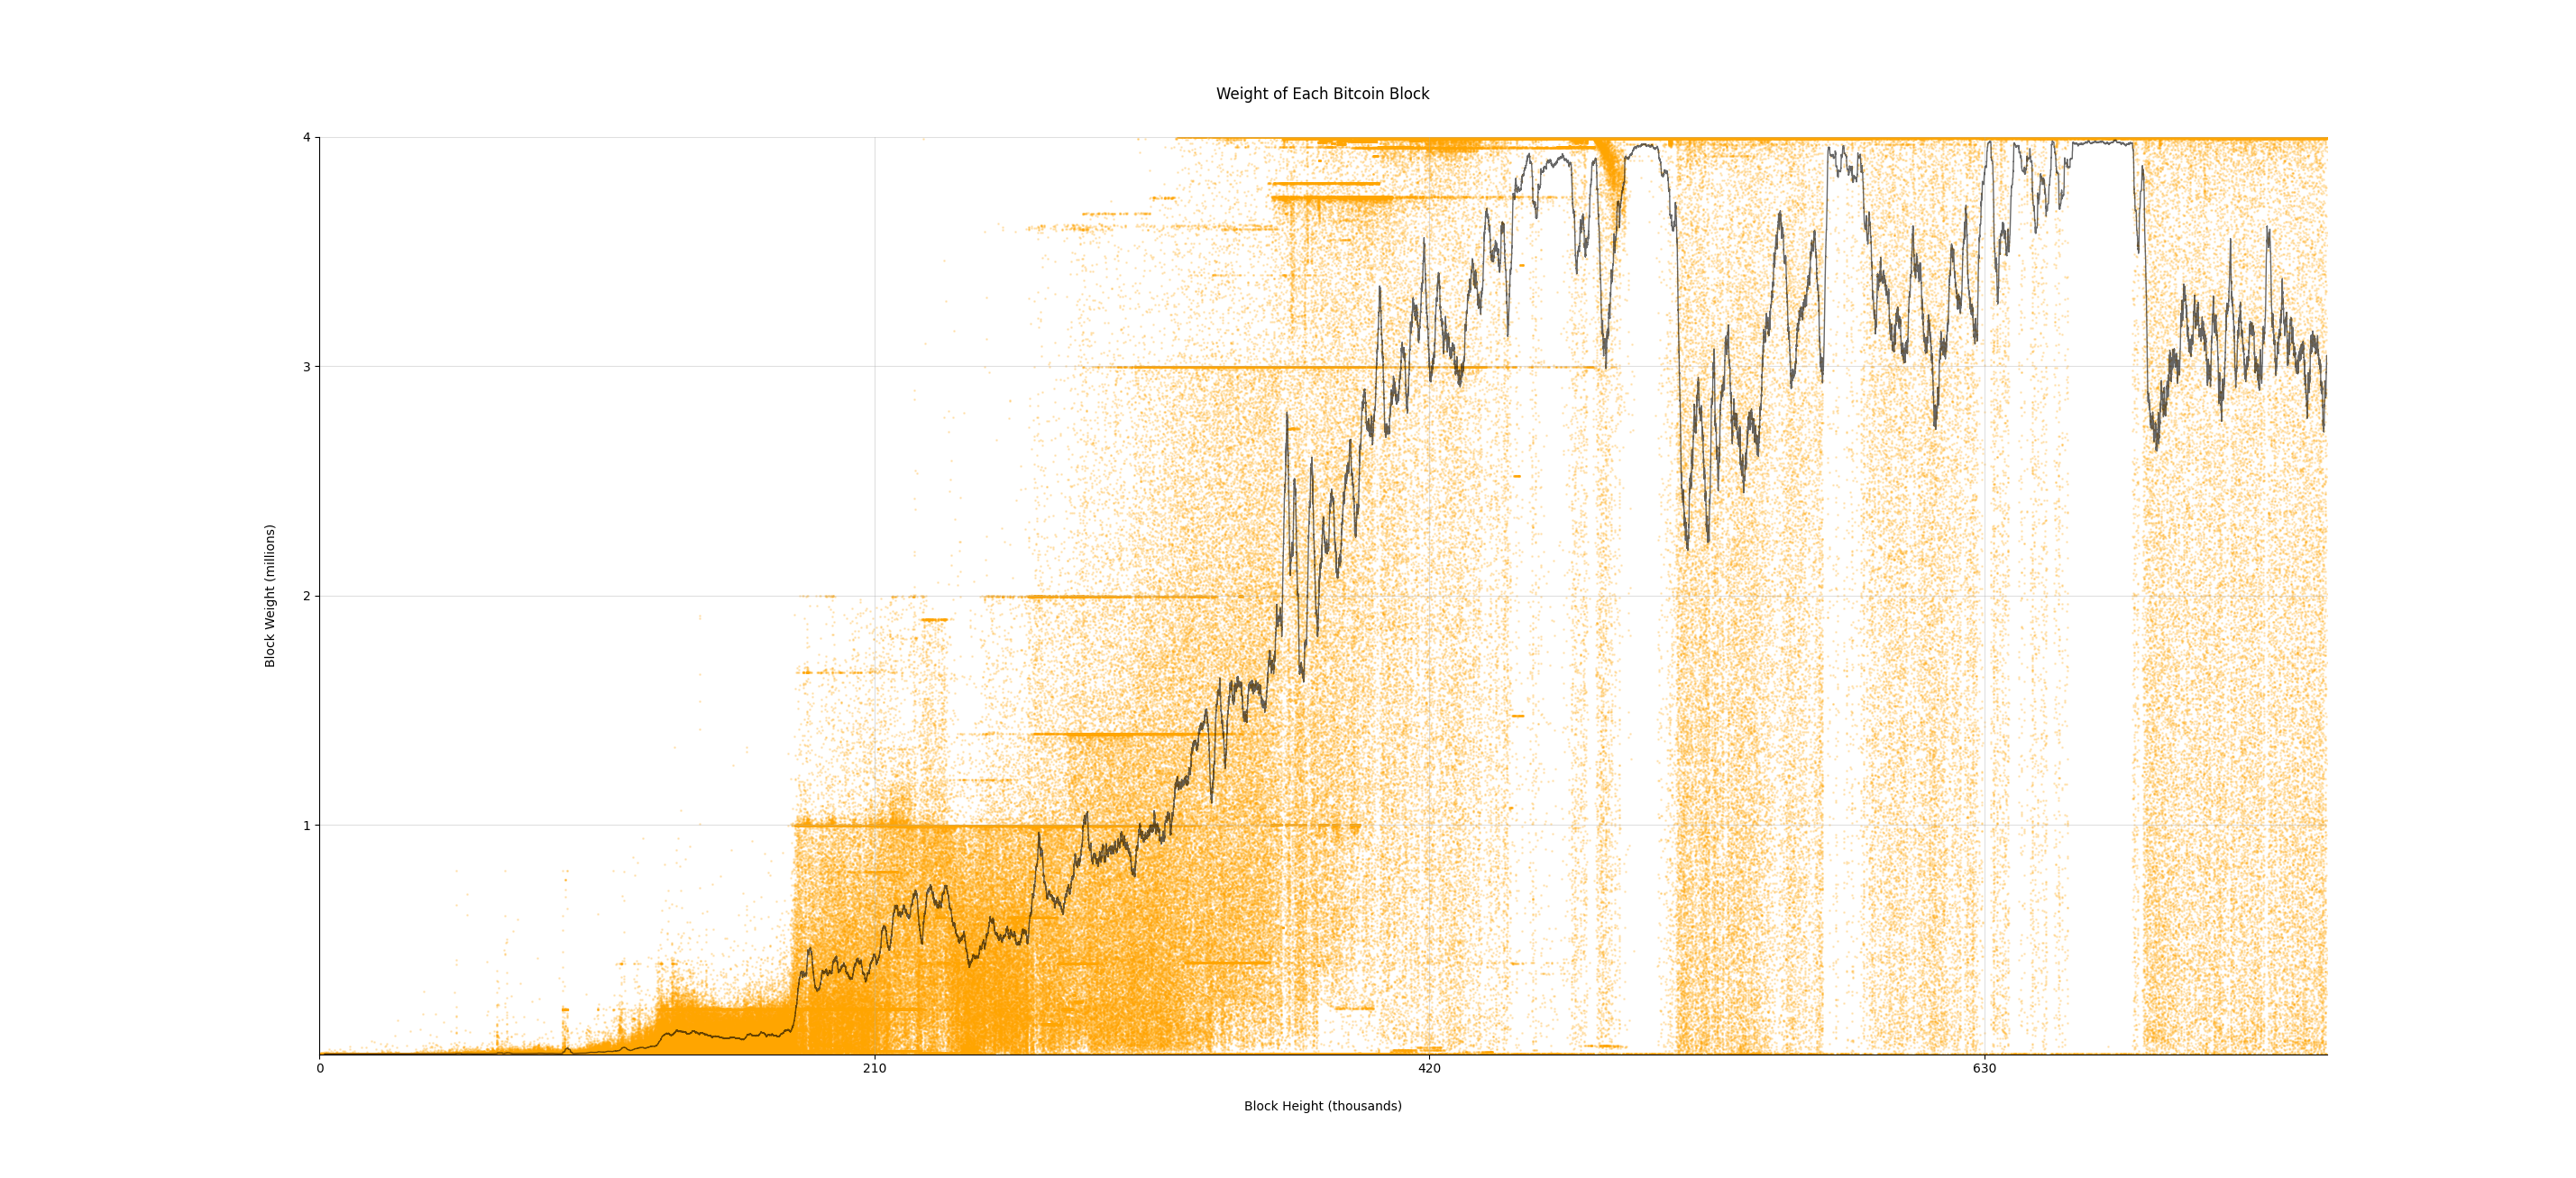 Weight of Each Bitcoin Block
4
3
2
1
Block Weight (millions)
0
210
420
630
Block Height (thousands)